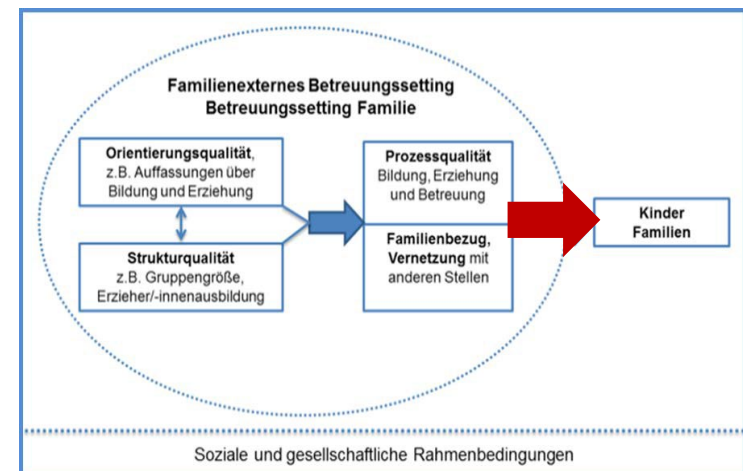 Familienexternes Betreuungssetting
Betreuungssetting Familie
Orientierungsqualität,
z.B. Auffassungen über
Bildung und Erziehung
Strukturqualität
z.B. Gruppengröße,
Erzieher/-innenausbildung
Prozessqualität
Bildung, Erziehung
und Betreuung
Familienbezug,
Vernetzung mit
anderen Stellen
Kinder
Familien
Soziale und gesellschaftliche Rahmenbedingungen